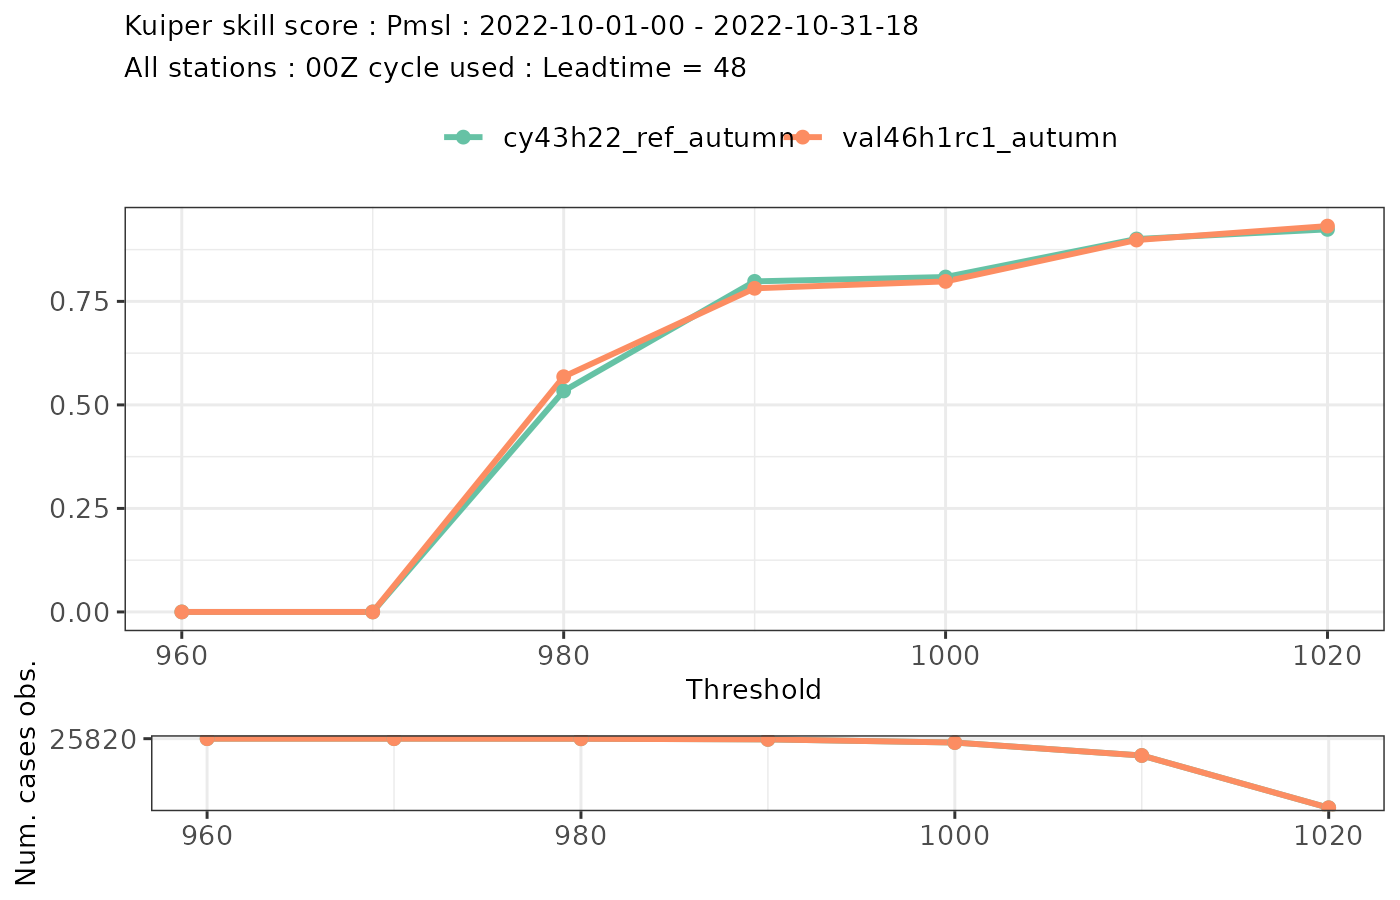 Kuiper skill score : Pmsl : 2022-10-01-00 - 2022-10-31-18
All stations : 00Z cycle used : Leadtime = 48
cy43h22_ref_autumn val46h1rc1_autumn
0.75
0.50
0.25
0.00
960 980 1000 1020
Threshold
Num. cases obs.
25820
960 980 1000 1020